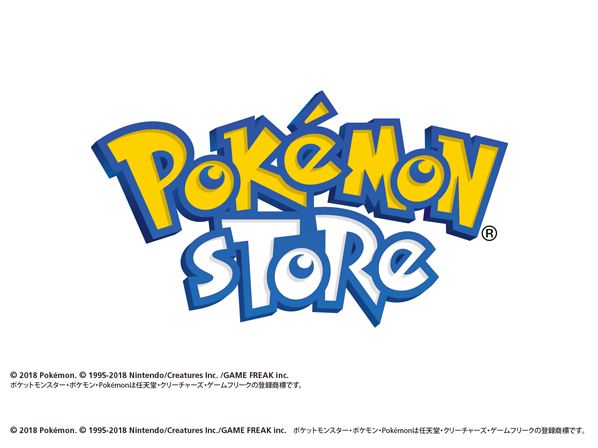 POKéMON
STORE
®
© 2018 Pokémon. © 1995-2018 Nintendo/Creatures Inc. /GAME FREAK inc.
ポケットモンスター・ポケモン・Pokémonは任天堂・クリーチャーズ・ゲームフリークの登録商標です。
© 2018 Pokémon. © 1995-2018 Nintendo/Creatures Inc./GAME FREAK inc. ポケットモンスター・ポケモン・Pokémonは任天堂・クリーチャーズ・ゲームフリークの登録商標です。